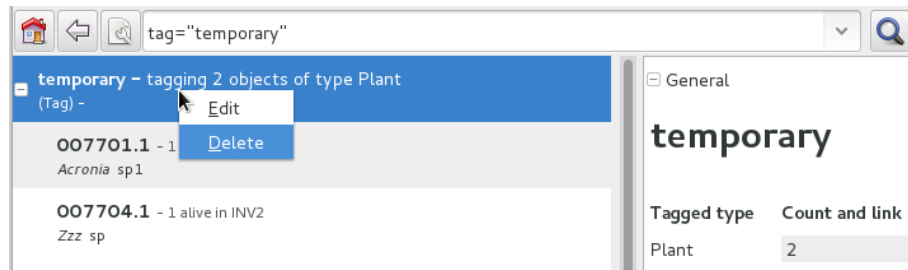 tag="temporary"
temporary – tagging 2 objects of type Plant
(Tag) -
Edit
Delete
007701.1 - 1
Acronia sp1
007704.1 - 1 alive in INV2
Zzz sp
General
temporary
Tagged type Count and link
Plant 2